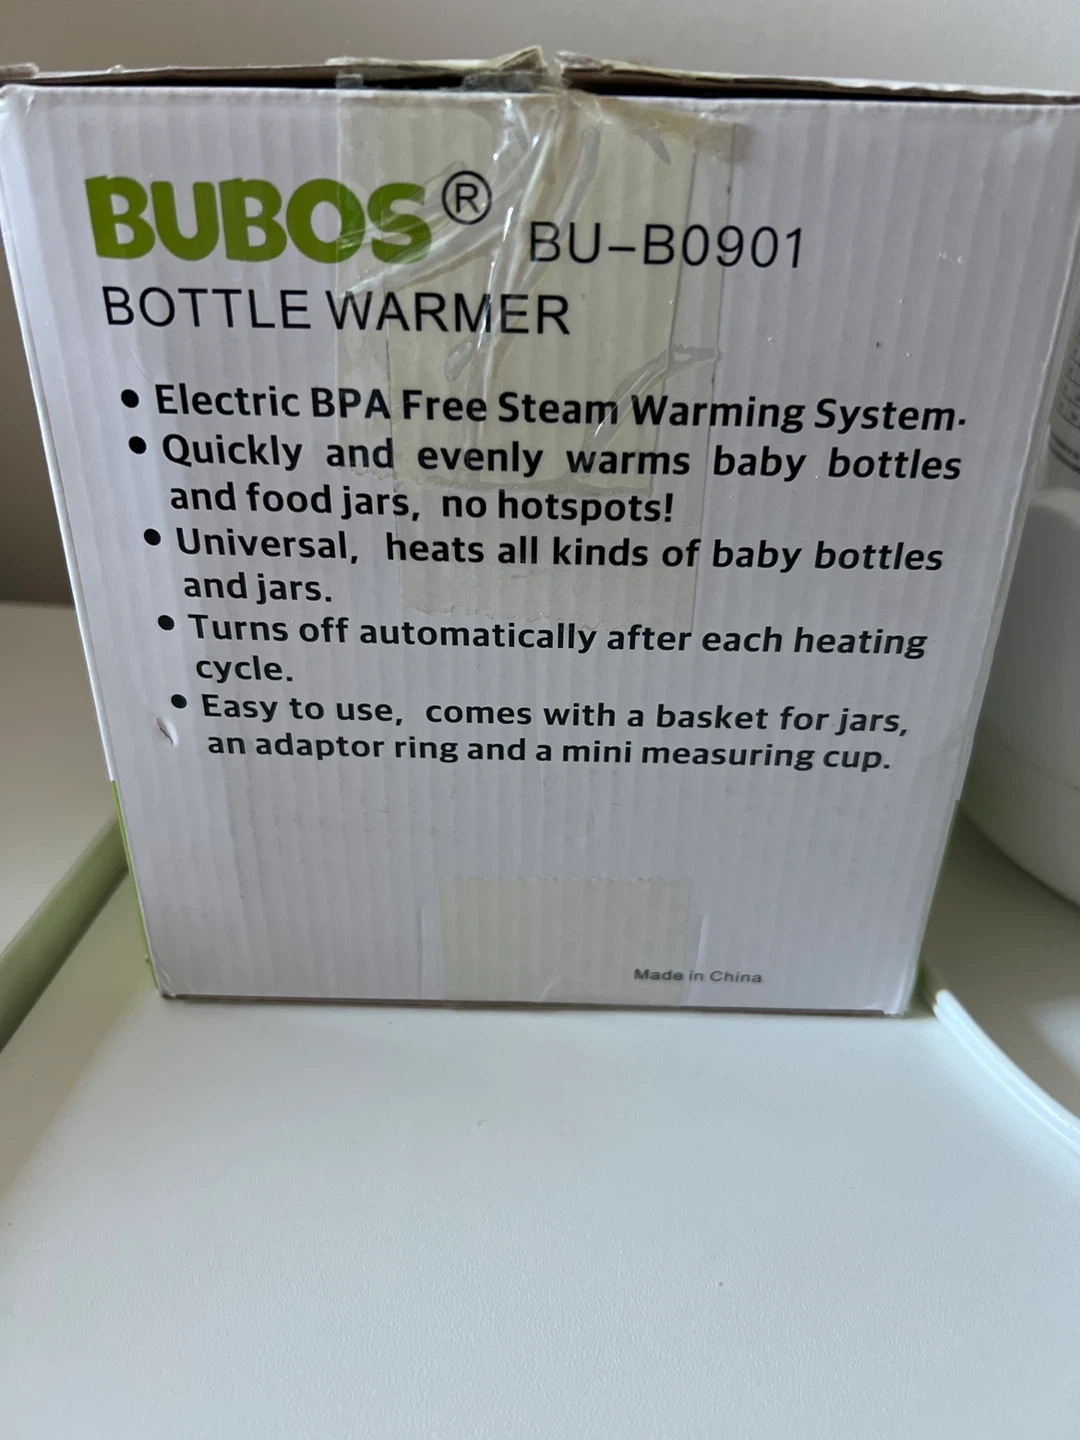 BUBOS® BU-B0901
BOTTLE WARMER
• Electric BPA Free Steam Warming System.
• Quickly and evenly warms baby bottles
and food jars, no hotspots!
• Universal, heats all kinds of baby bottles
and jars.
• Turns off automatically after each heating
cycle.
• Easy to use, comes with a basket for jars,
an adaptor ring and a mini measuring cup.
Made in China